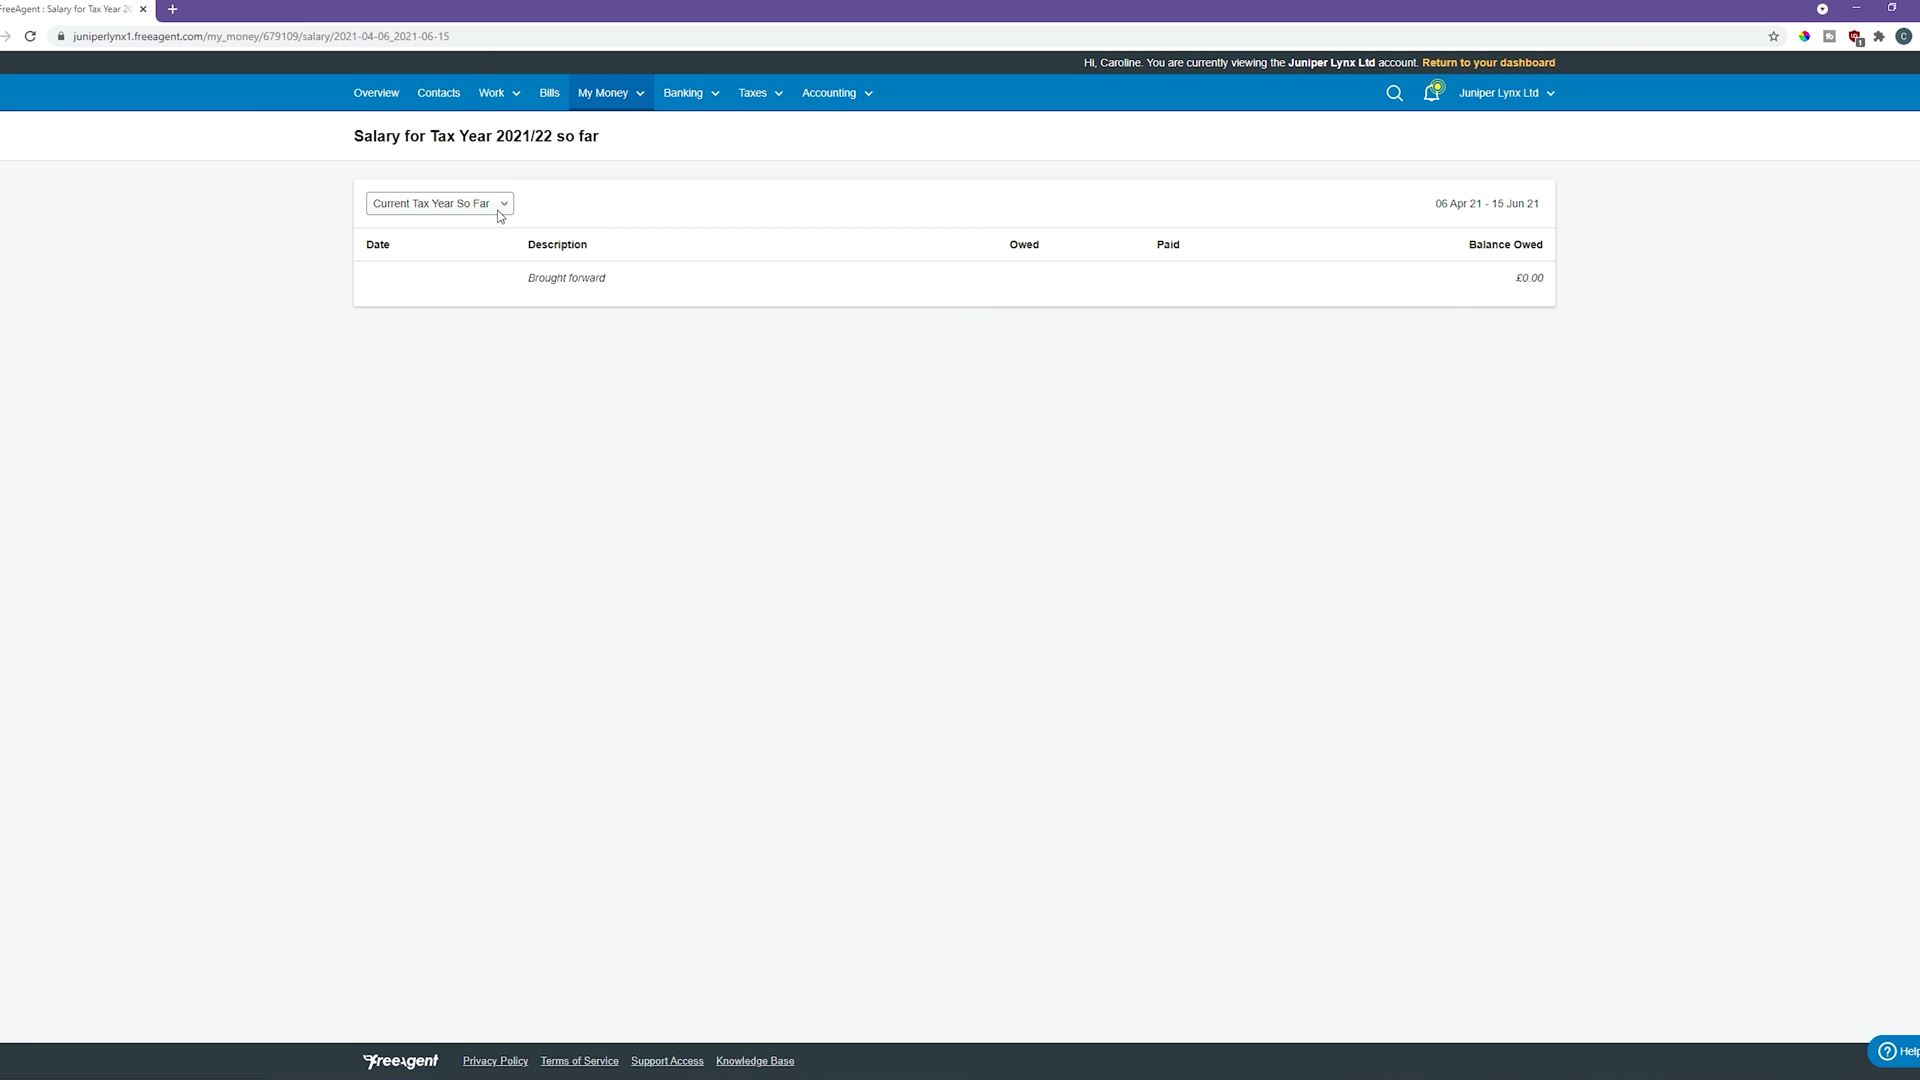 FreeAgent : Salary for Tax Year 20
juniperlynx1.freeagent.com/my_money/679109/salary/2021-04-06_2021-06-15
Hi, Caroline. You are currently viewing the Juniper Lynx Ltd account. Return to your dashboard
Overview Contacts Work Bills My Money Banking Taxes Accounting Juniper Lynx Ltd
Salary for Tax Year 2021/22 so far
Current Tax Year So Far 06 Apr 21 - 15 Jun 21
Date Description Owed Paid Balance Owed
Brought forward £0.00
FreeAgent Privacy Policy Terms of Service Support Access Knowledge Base
Help